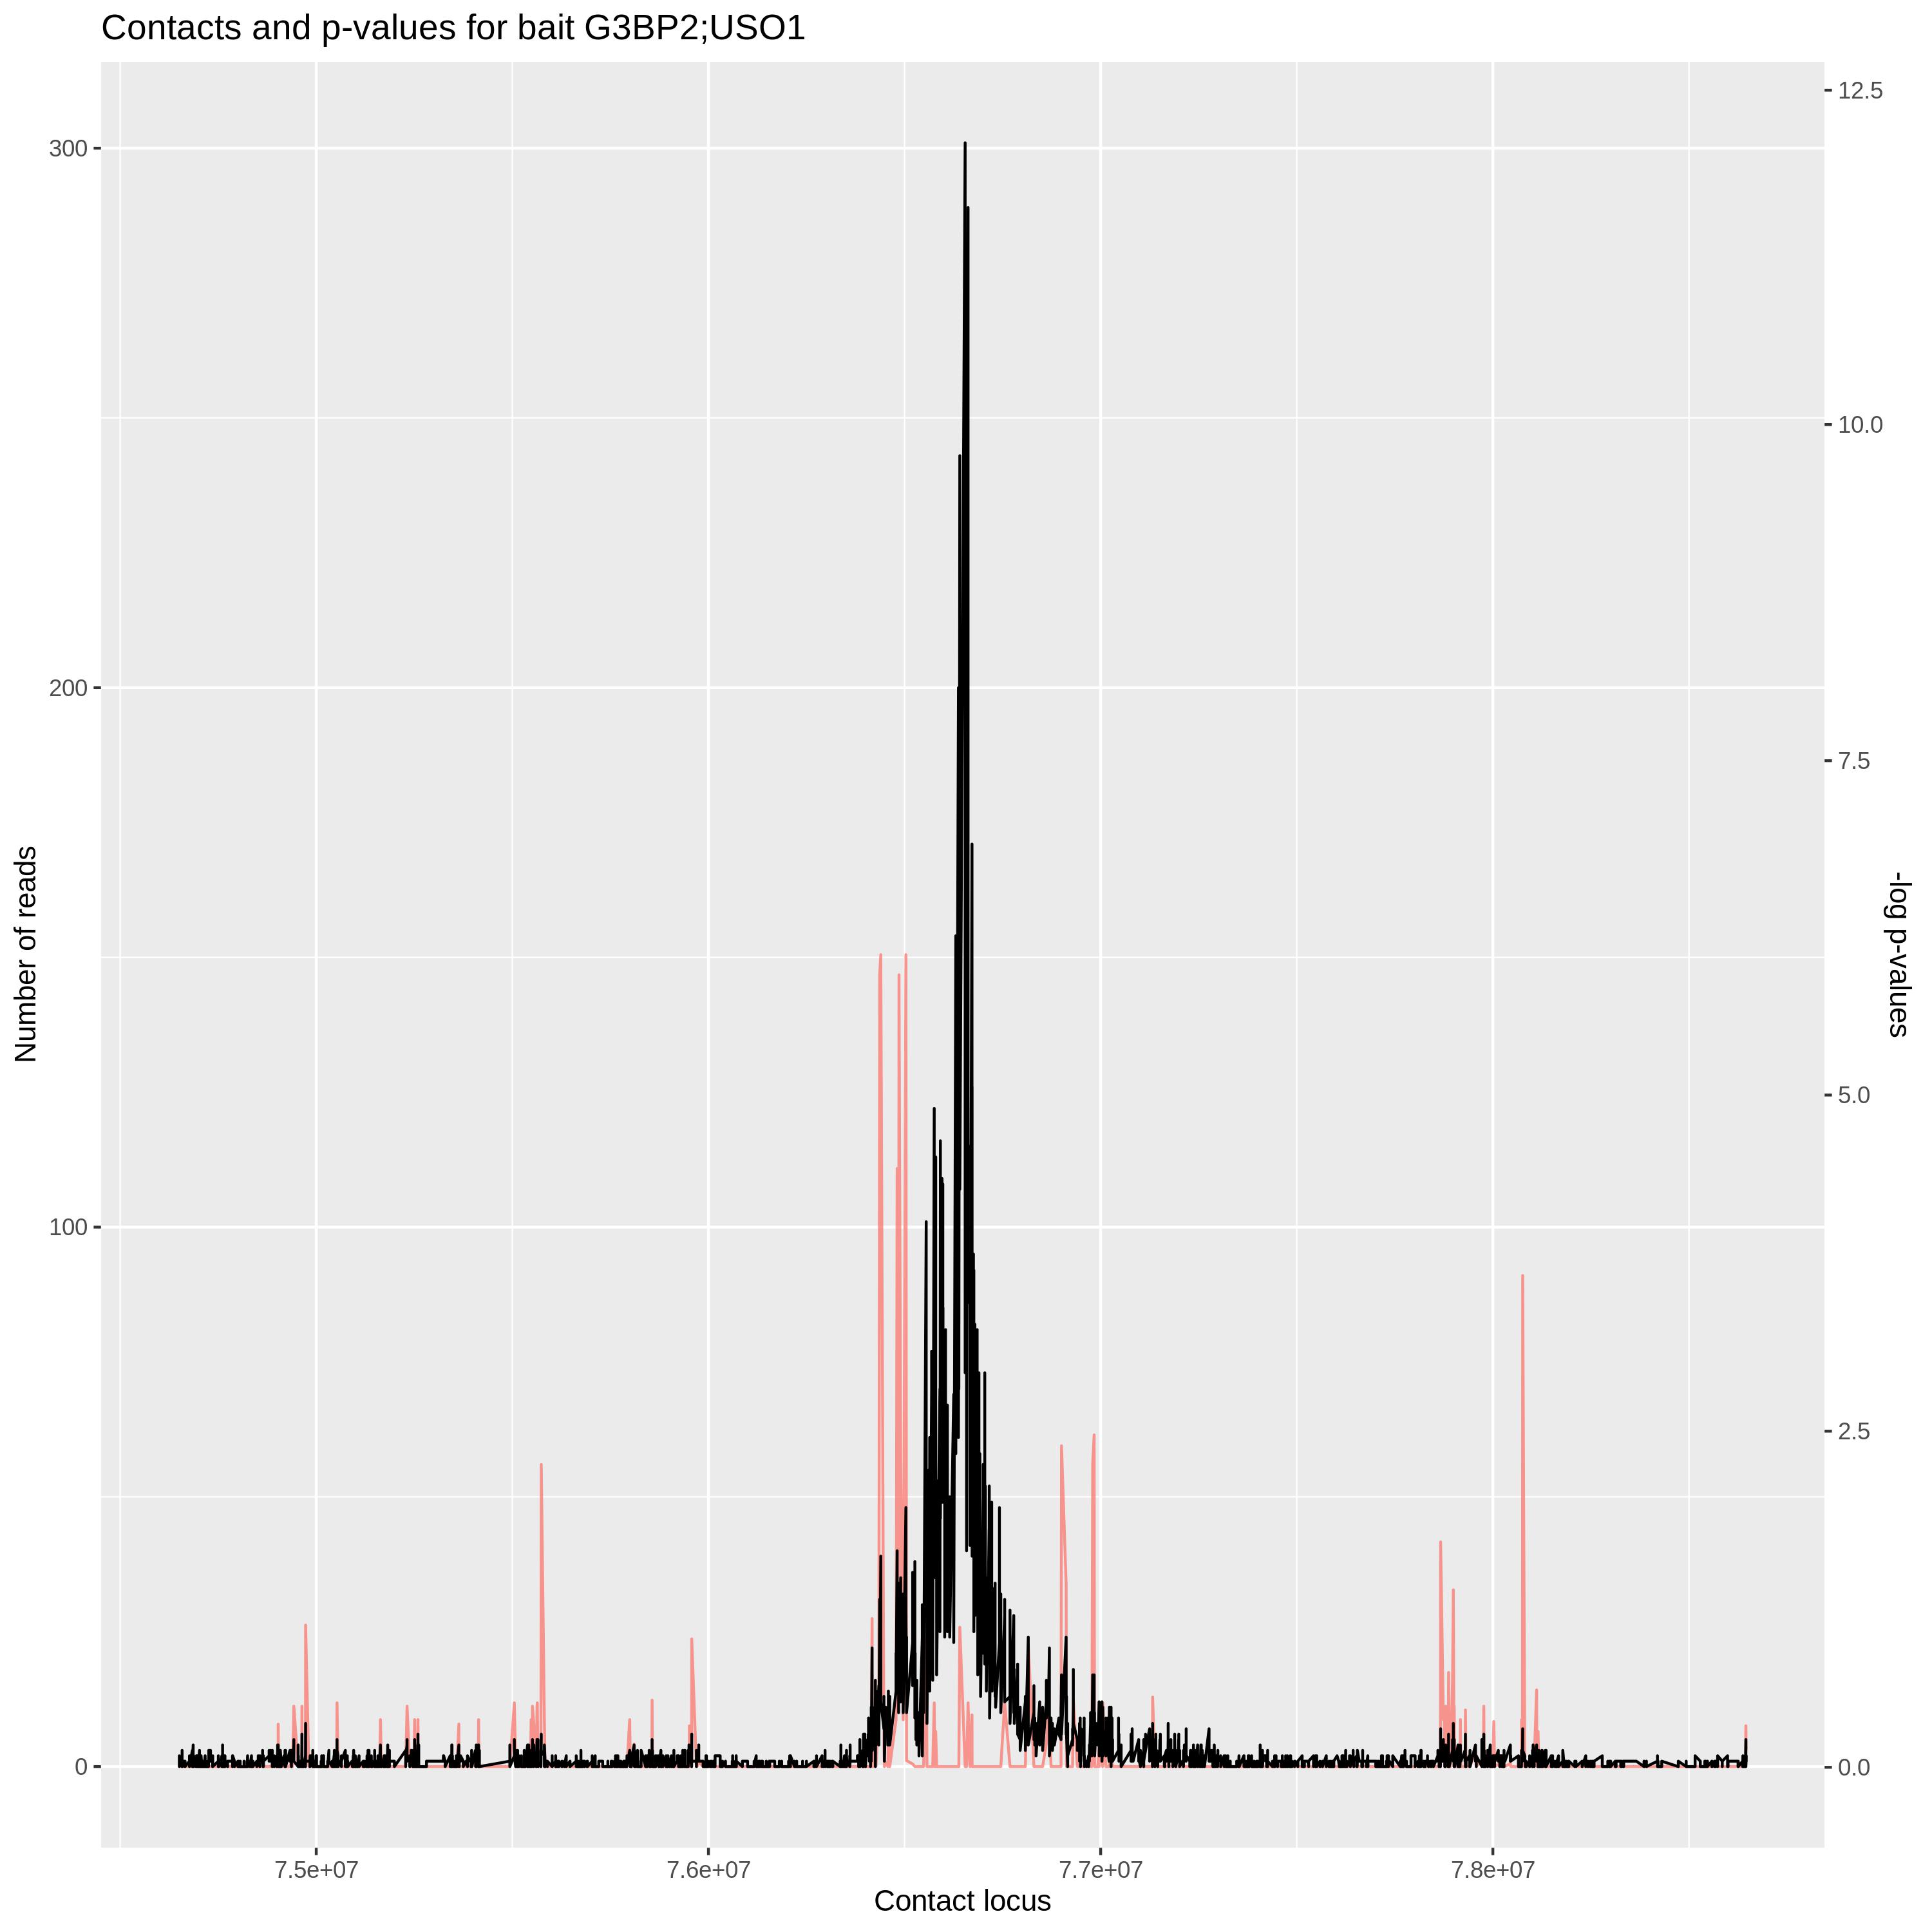 Contacts and p-values for bait G3BP2;USO1
300
200
100
0
Number of reads
12.5
10.0
7.5
5.0
2.5
0.0
-log p-values
7.5e+07
7.6e+07
7.7e+07
7.8e+07
Contact locus